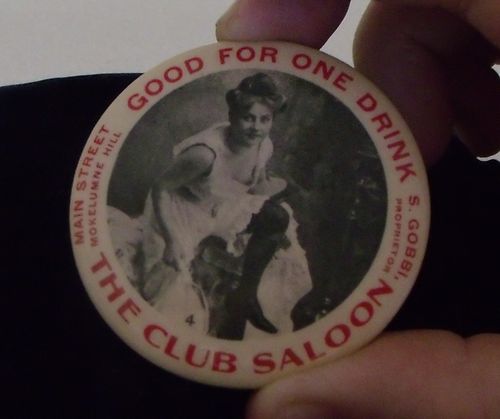 GOOD FOR ONE DRINK
S. GOBBI,
PROPRIETOR
MAIN STREET
MOKELUMNE HILL
THE CLUB SALOON
4